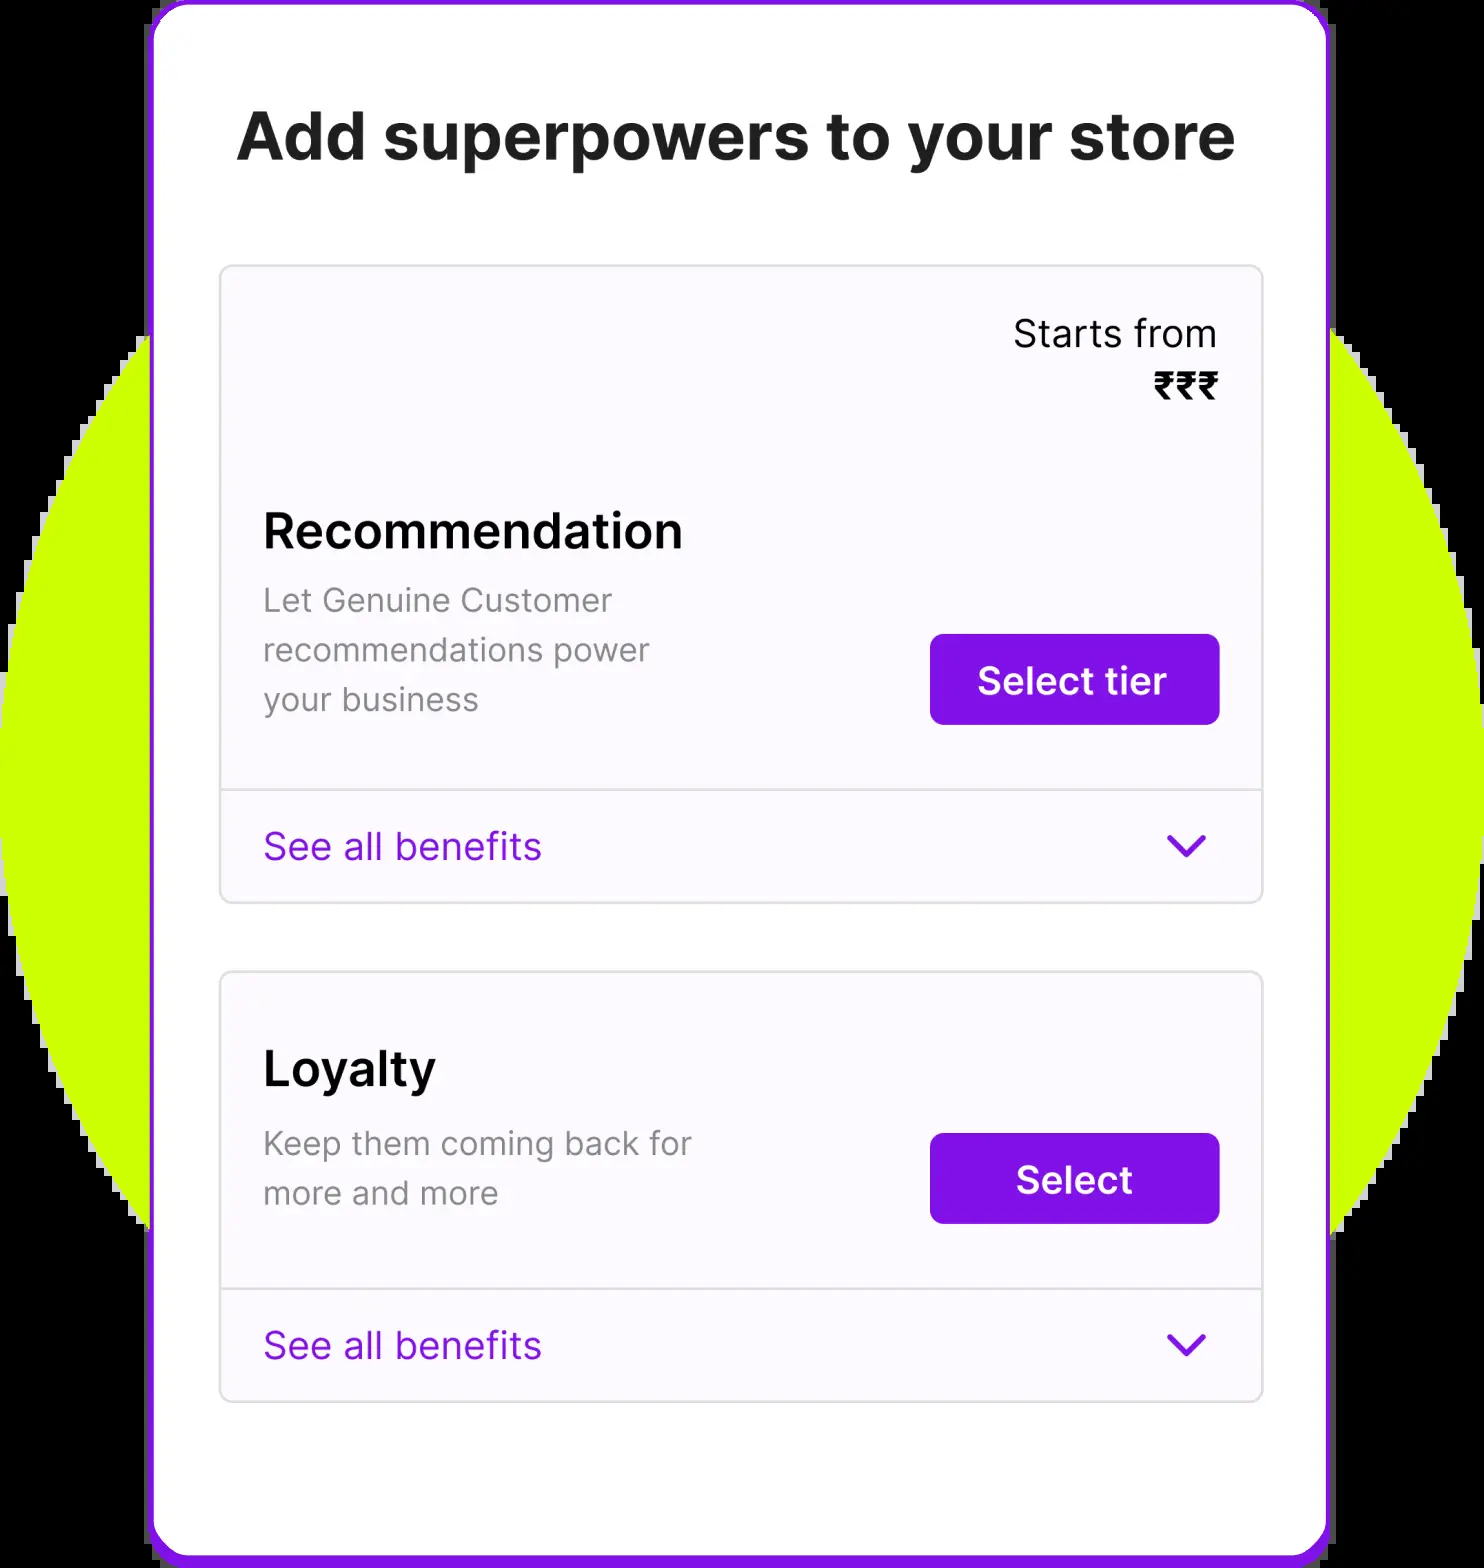 Add superpowers to your store
Starts from
₹₹₹
Recommendation
Let Genuine Customer
recommendations power
your business
Select tier
See all benefits
Loyalty
Keep them coming back for
more and more
Select
See all benefits